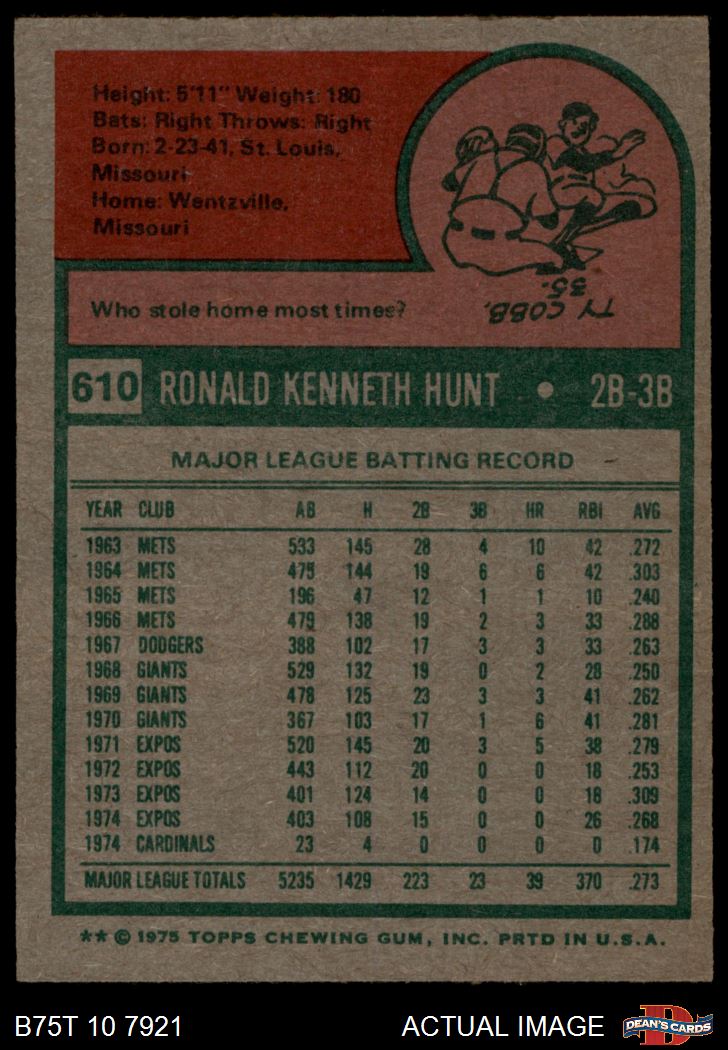 Height: 5'11" Weight: 180
Bats: Right Throws: Right
Born: 2-23-41, St. Louis,
Missouri
Home: Wentzville,
Missouri
Who stole home most times?
TY COBB,
35.
610 RONALD KENNETH HUNT • 2B-3B
MAJOR LEAGUE BATTING RECORD
YEAR CLUB AB H 2B 3B HR RBI AVG
1963 METS 533 145 28 4 10 42 .272
1964 METS 475 144 19 6 6 42 .303
1965 METS 196 47 12 1 1 10 .240
1966 METS 479 138 19 2 3 33 .288
1967 DODGERS 388 102 17 3 3 33 .263
1968 GIANTS 529 132 19 0 2 28 .250
1969 GIANTS 478 125 23 3 3 41 .262
1970 GIANTS 367 103 17 1 6 41 .281
1971 EXPOS 520 145 20 3 5 38 .279
1972 EXPOS 443 112 20 0 0 18 .253
1973 EXPOS 401 124 14 0 0 18 .309
1974 EXPOS 403 108 15 0 0 26 .268
1974 CARDINALS 23 4 0 0 0 0 .174
MAJOR LEAGUE TOTALS 5235 1429 223 23 39 370 .273
** © 1975 TOPPS CHEWING GUM, INC. PRTD IN U.S.A.
B75T 10 7921 ACTUAL IMAGE D DEAN'S CARDS